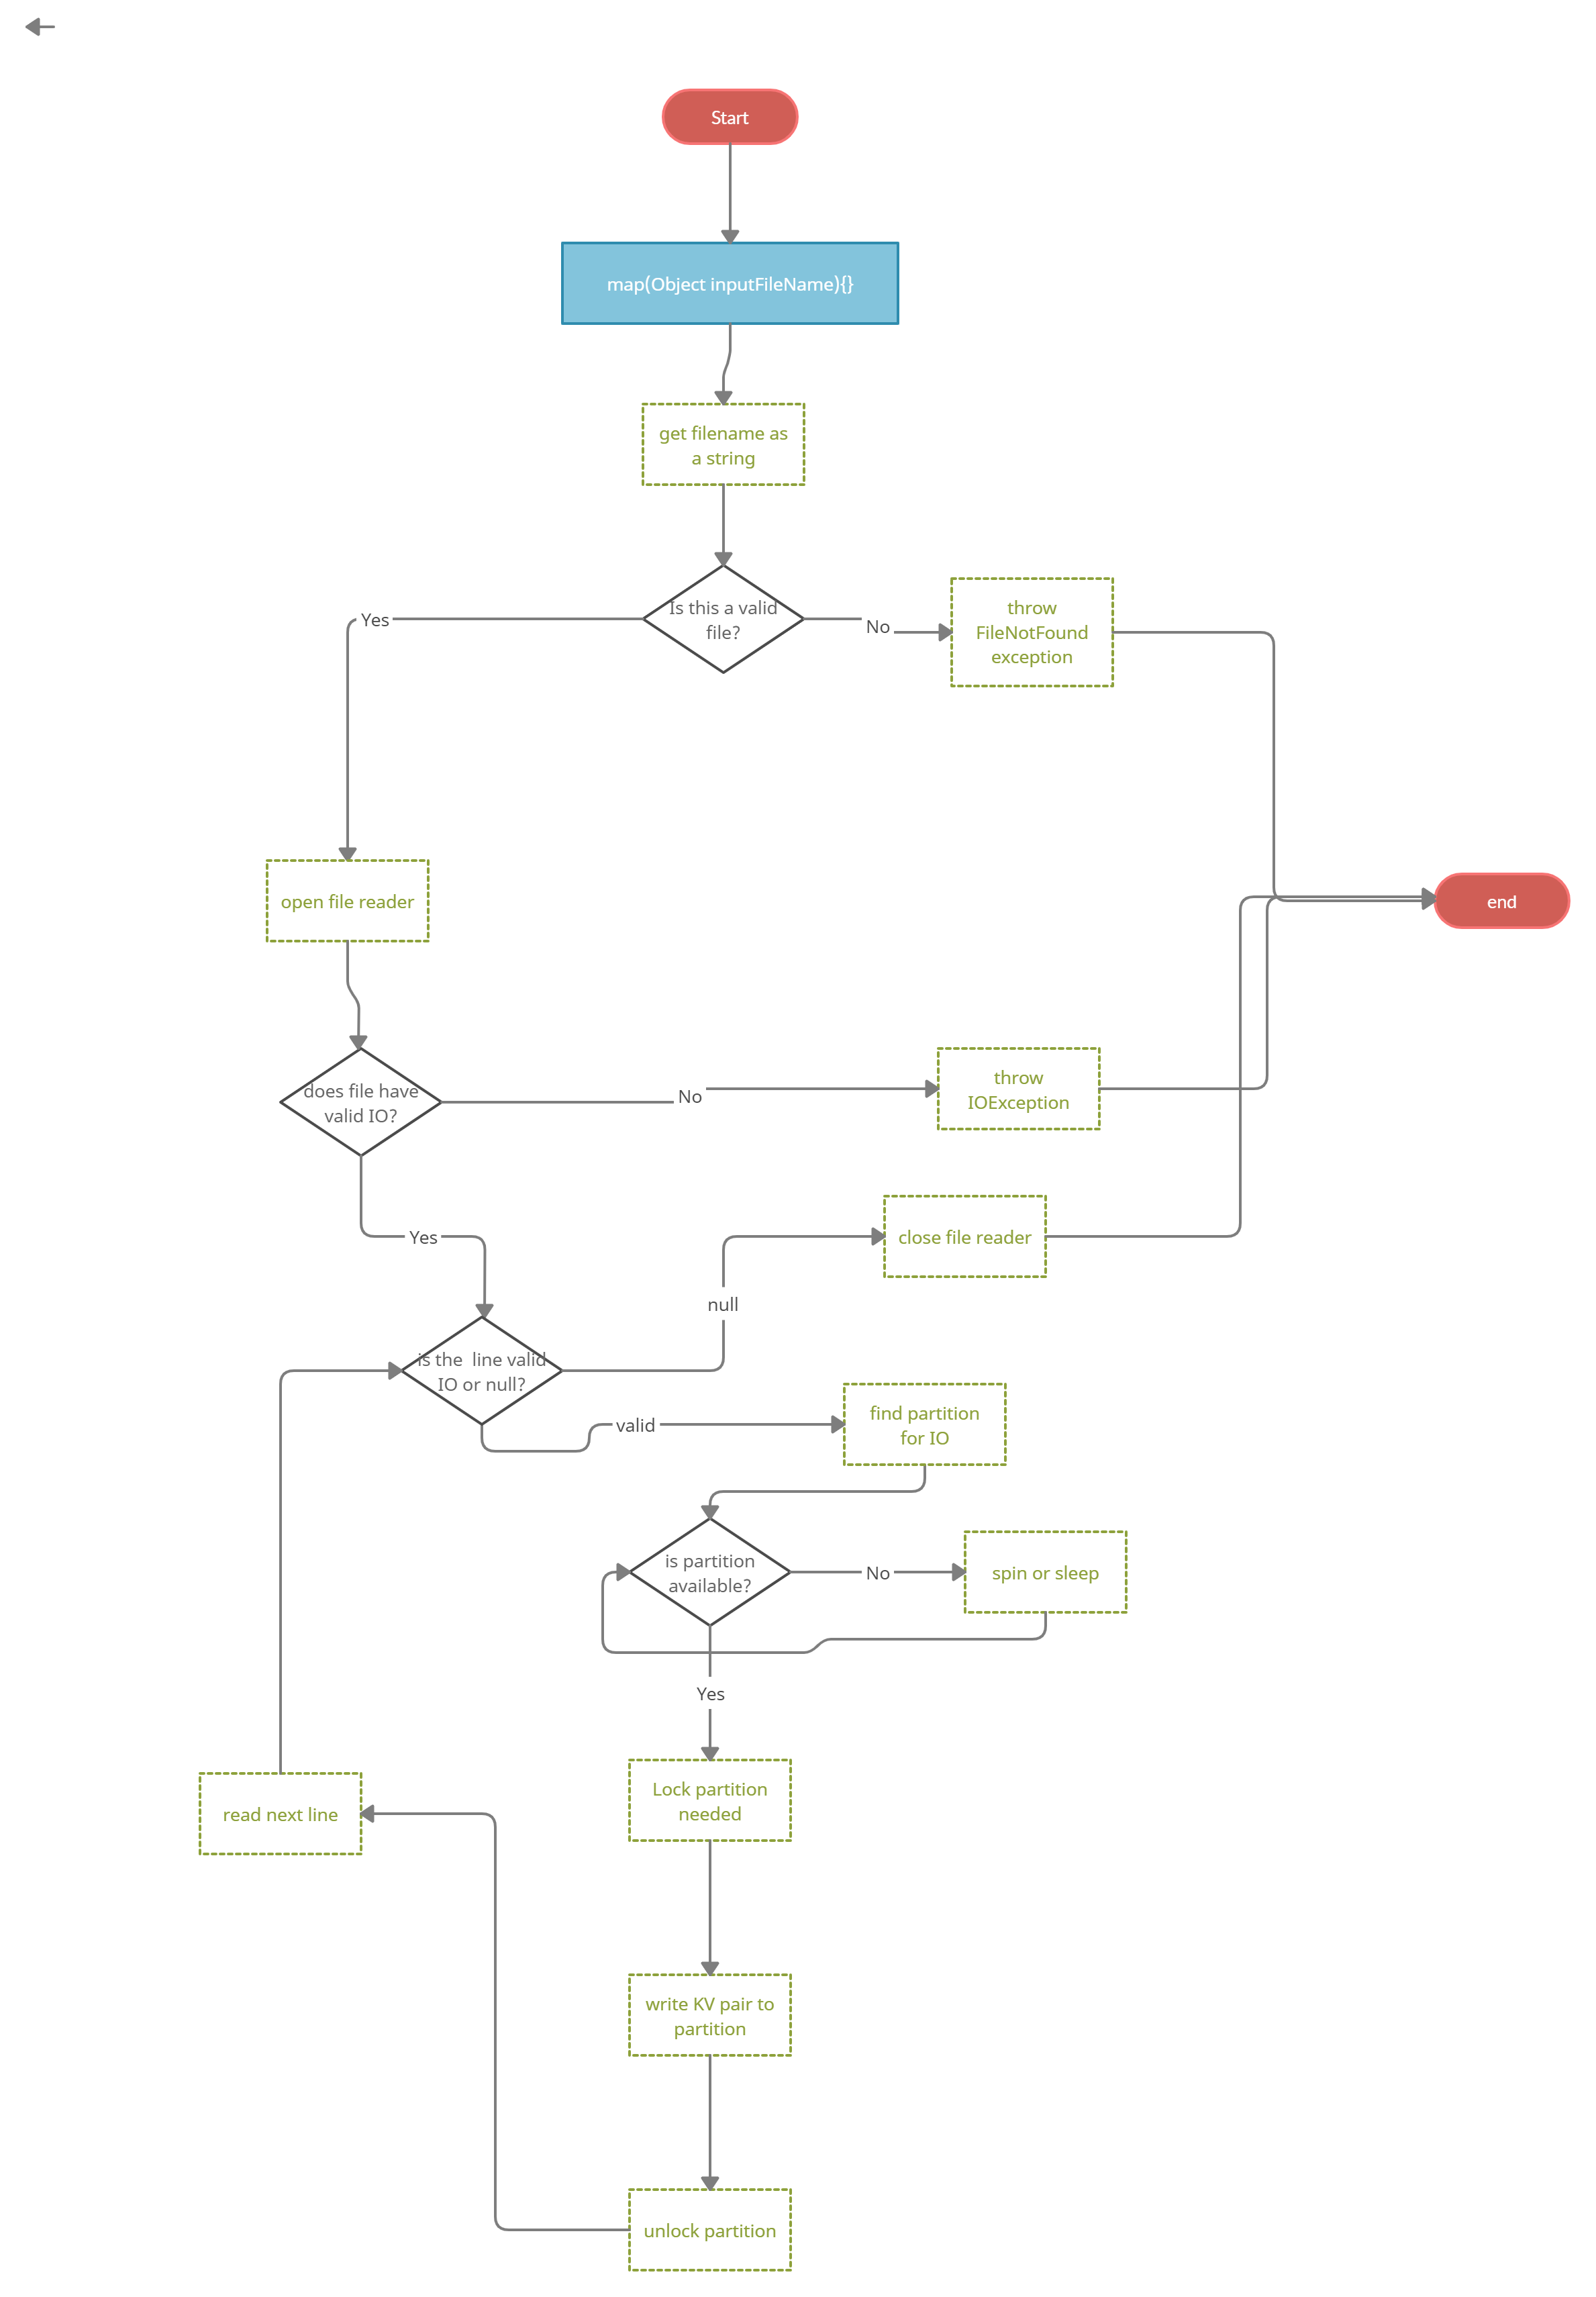 Start
map(Object inputFileName){}
get filename as
a string
Is this a valid
file?
Yes
No
throw
FileNotFound
exception
open file reader
end
does file have
valid IO?
No
throw
IOException
Yes
close file reader
null
is the  line valid
IO or null?
valid
find partition
for IO
is partition
available?
No
spin or sleep
Yes
Lock partition
needed
read next line
write KV pair to
partition
unlock partition